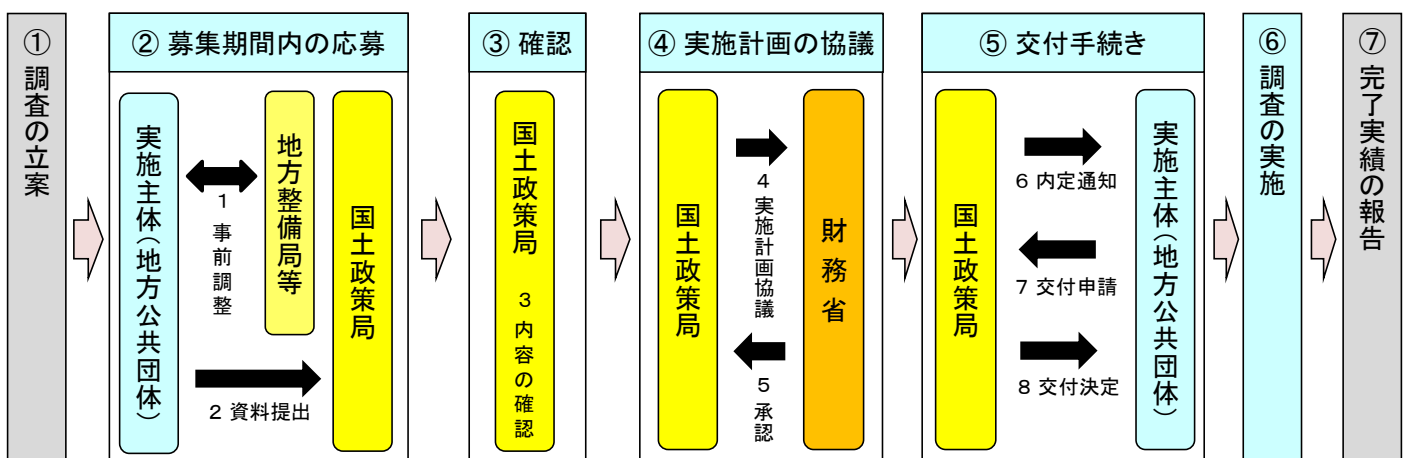 ① 調査の立案
② 募集期間内の応募
実施主体（地方公共団体）
1 事前調整
地方整備局等
2 資料提出
国土政策局
③ 確認
国土政策局 3 内容の確認
④ 実施計画の協議
国土政策局
4 実施計画協議
5 承認
財務省
⑤ 交付手続き
国土政策局
6 内定通知
7 交付申請
8 交付決定
実施主体（地方公共団体）
⑥ 調査の実施
⑦ 完了実績の報告